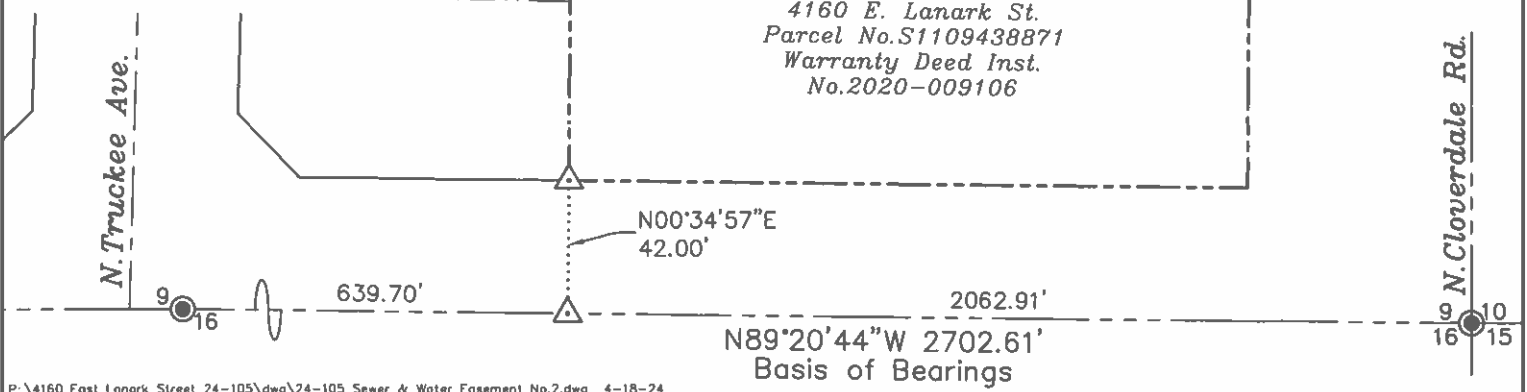 4160 E. Lanark St.
Parcel No.S1109438871
Warranty Deed Inst.
No.2020-009106
N.Truckee Ave.
N.Cloverdale Rd.
N00°34'57"E
42.00'
9
16
639.70'
2062.91'
9 10
16 15
N89°20'44"W 2702.61'
Basis of Bearings
P:\4160 East Lanark Street 24-105\dwg\24-105 Sewer & Water Easement No.2.dwg 4-18-24